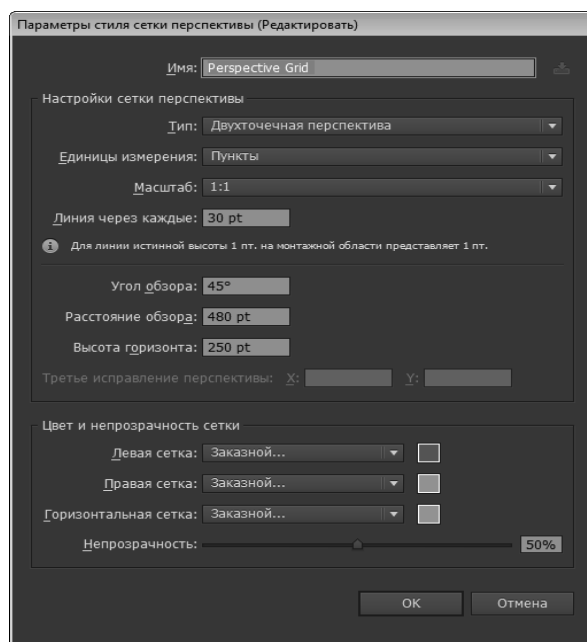 Параметры стиля сетки перспективы (Редактировать)
Имя: Perspective Grid
Настройки сетки перспективы
Тип: Двухточечная перспектива
Единицы измерения: Пункты
Масштаб: 1:1
Линия через каждые: 30 pt
Для линии истинной высоты 1 пт. на монтажной области представляет 1 пт.
Угол обзора: 45°
Расстояние обзора: 480 pt
Высота горизонта: 250 pt
Третье исправление перспективы: X: Y:
Цвет и непрозрачность сетки
Левая сетка: Заказной...
Правая сетка: Заказной...
Горизонтальная сетка: Заказной...
Непрозрачность: 50%
OK Отмена